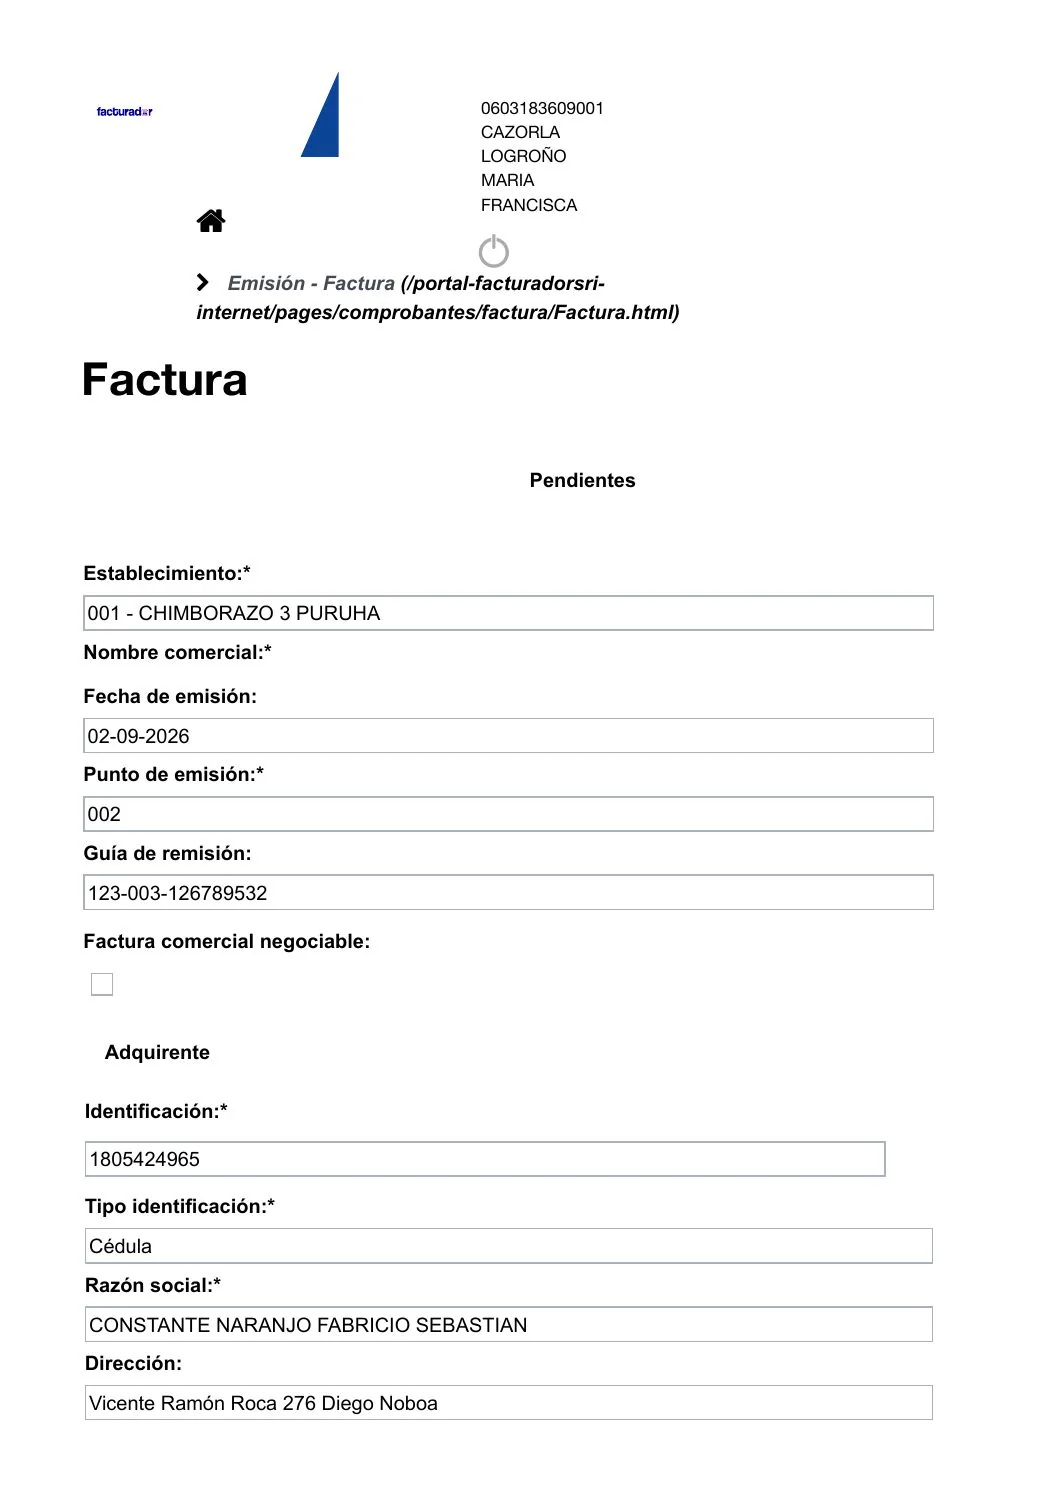 facturador
0603183609001
CAZORLA
LOGROÑO
MARIA
FRANCISCA
Emisión - Factura (/portal-facturadorsri-
internet/pages/comprobantes/factura/Factura.html)
Factura
Pendientes
Establecimiento:*
001 - CHIMBORAZO 3 PURUHA
Nombre comercial:*
Fecha de emisión:
02-09-2026
Punto de emisión:*
002
Guía de remisión:
123-003-126789532
Factura comercial negociable:
Adquirente
Identificación:*
1805424965
Tipo identificación:*
Cédula
Razón social:*
CONSTANTE NARANJO FABRICIO SEBASTIAN
Dirección:
Vicente Ramón Roca 276 Diego Noboa